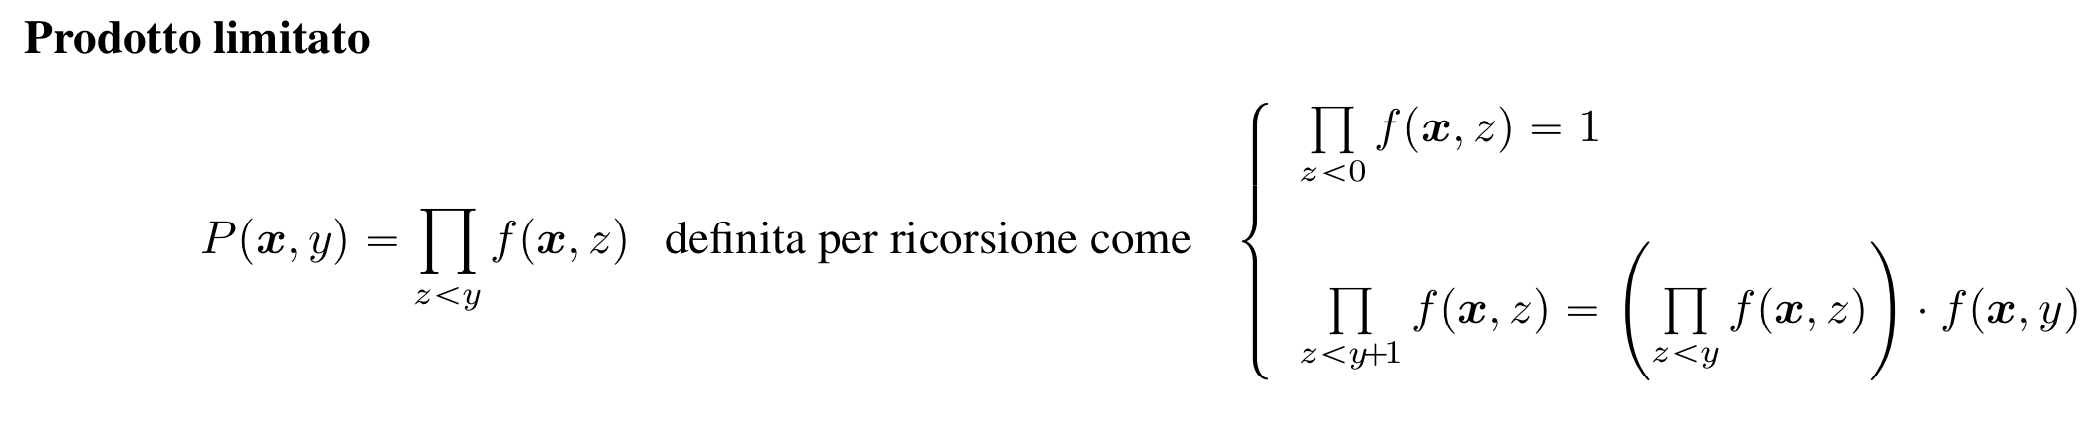 Prodotto limitato
P(𝒙, y) = ∏_{z<y} f(𝒙, z) definita per ricorsione come
∏_{z<0} f(𝒙, z) = 1
∏_{z<y+1} f(𝒙, z) = (∏_{z<y} f(𝒙, z)) · f(𝒙, y)